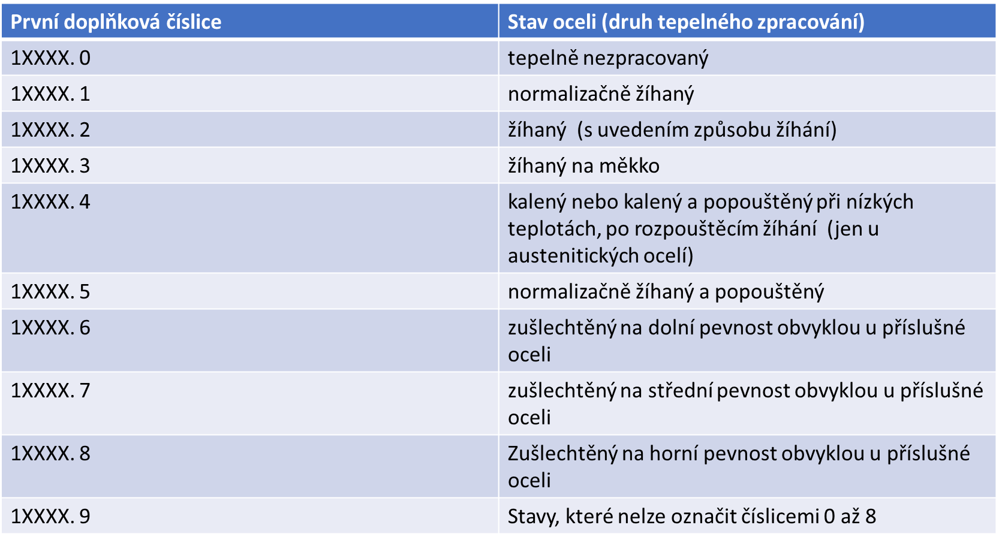 První doplňková číslice
Stav oceli (druh tepelného zpracování)
1XXXX. 0
tepelně nezpracovaný
1XXXX. 1
normalizačně žíhaný
1XXXX. 2
žíhaný  (s uvedením způsobu žíhání)
1XXXX. 3
žíhaný na měkko
1XXXX. 4
kalený nebo kalený a popouštěný při nízkých
teplotách, po rozpouštěcím žíhání  (jen u
austenitických ocelí)
1XXXX. 5
normalizačně žíhaný a popouštěný
1XXXX. 6
zušlechtěný na dolní pevnost obvyklou u příslušné
oceli
1XXXX. 7
zušlechtěný na střední pevnost obvyklou u příslušné
oceli
1XXXX. 8
Zušlechtěný na horní pevnost obvyklou u příslušné
oceli
1XXXX. 9
Stavy, které nelze označit číslicemi 0 až 8